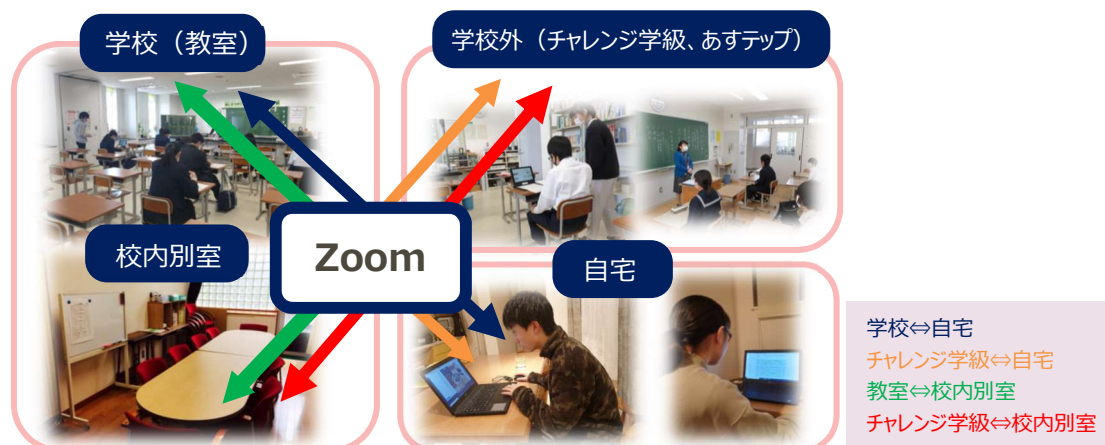 学校（教室）
学校外（チャレンジ学級、あすテップ）
校内別室
Zoom
自宅
学校⇔自宅
チャレンジ学級⇔自宅
教室⇔校内別室
チャレンジ学級⇔校内別室